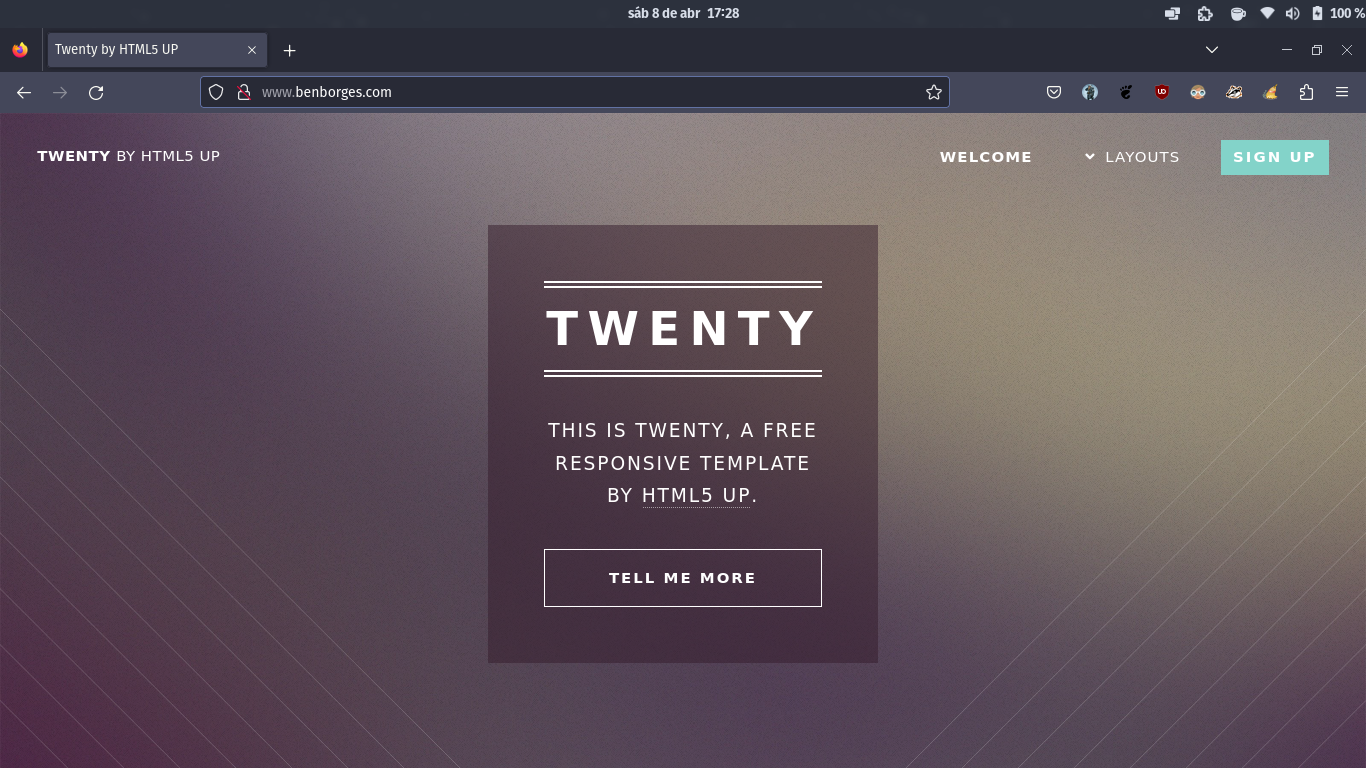 sáb 8 de abr 17:28
100 %
Twenty by HTML5 UP
www.benborges.com
TWENTY BY HTML5 UP
WELCOME
LAYOUTS
SIGN UP
TWENTY
THIS IS TWENTY, A FREE
RESPONSIVE TEMPLATE
BY HTML5 UP.
TELL ME MORE